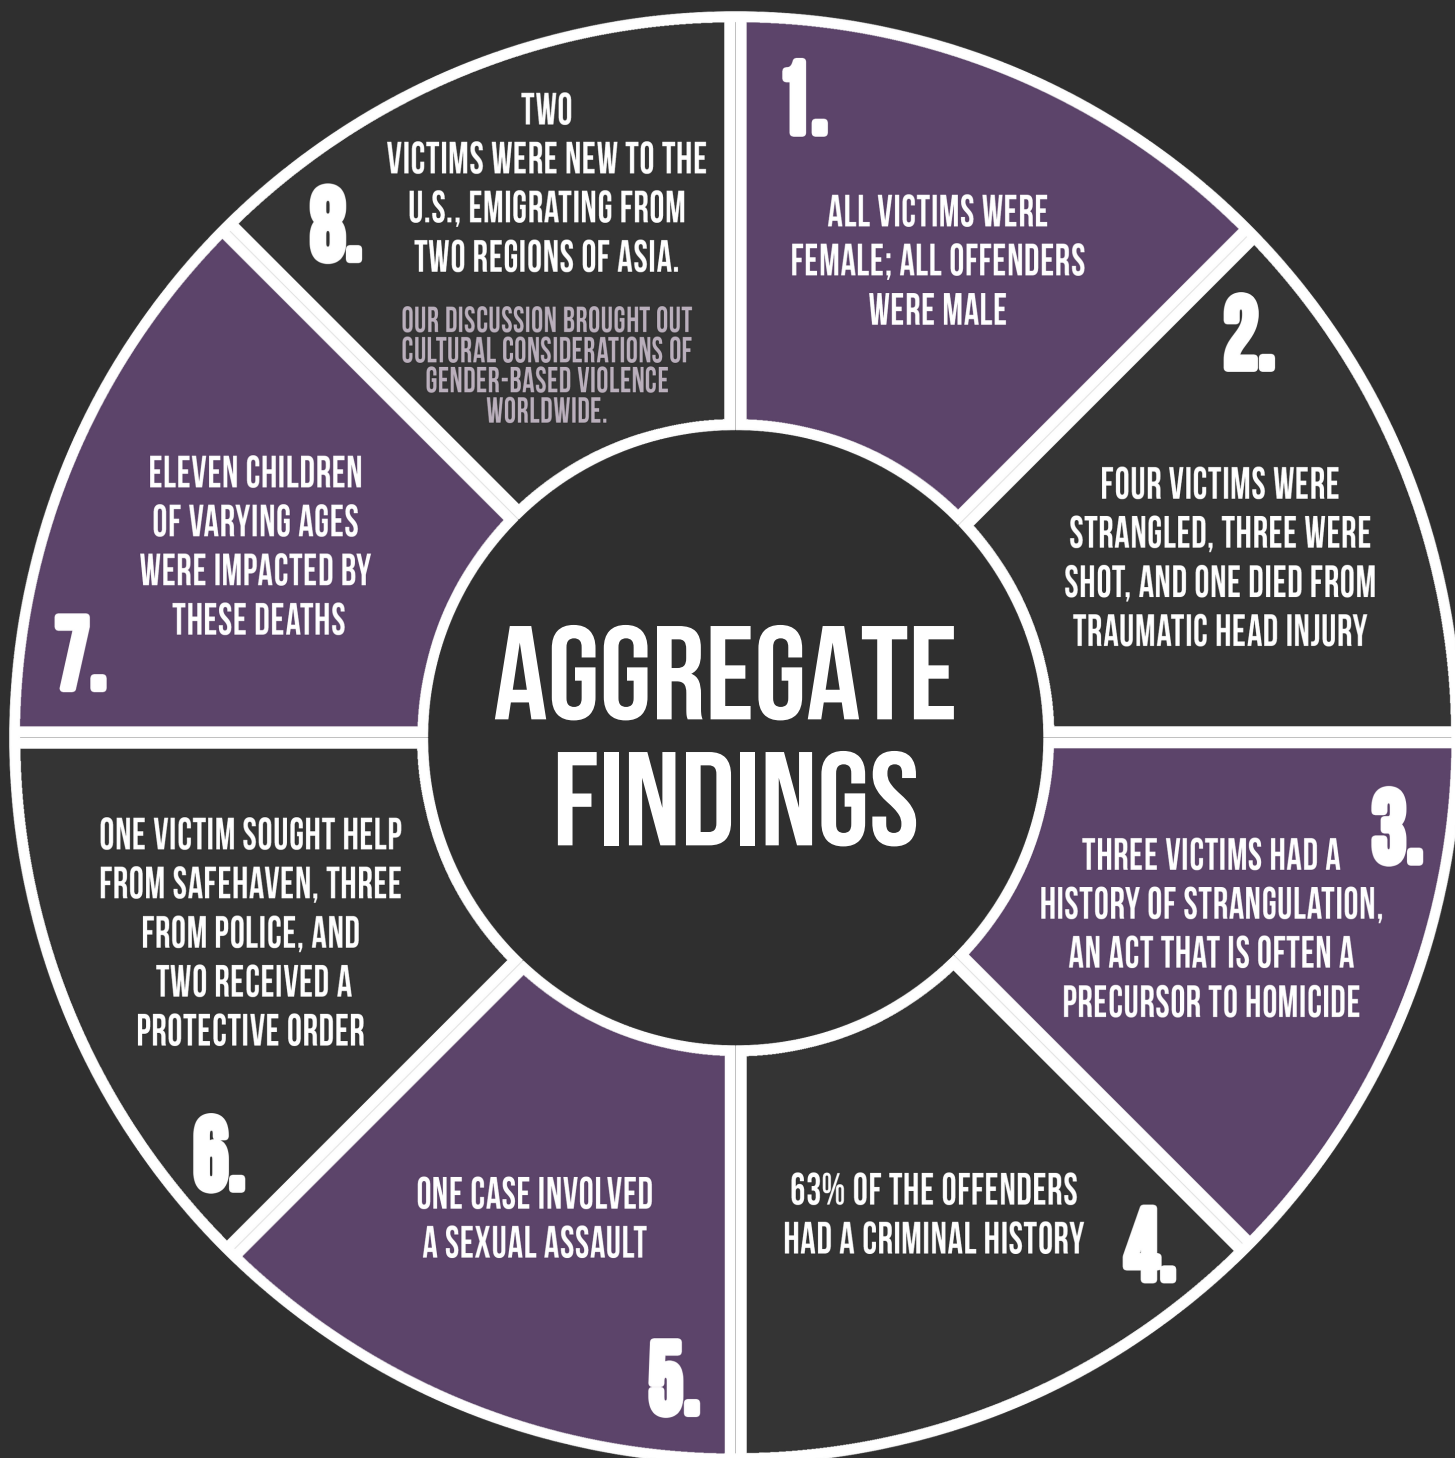 AGGREGATE
FINDINGS
1.
ALL VICTIMS WERE
FEMALE; ALL OFFENDERS
WERE MALE
2.
FOUR VICTIMS WERE
STRANGLED, THREE WERE
SHOT, AND ONE DIED FROM
TRAUMATIC HEAD INJURY
3.
THREE VICTIMS HAD A
HISTORY OF STRANGULATION,
AN ACT THAT IS OFTEN A
PRECURSOR TO HOMICIDE
4.
63% OF THE OFFENDERS
HAD A CRIMINAL HISTORY
5.
ONE CASE INVOLVED
A SEXUAL ASSAULT
6.
ONE VICTIM SOUGHT HELP
FROM SAFEHAVEN, THREE
FROM POLICE, AND
TWO RECEIVED A
PROTECTIVE ORDER
7.
ELEVEN CHILDREN
OF VARYING AGES
WERE IMPACTED BY
THESE DEATHS
8.
TWO
VICTIMS WERE NEW TO THE
U.S., EMIGRATING FROM
TWO REGIONS OF ASIA.
OUR DISCUSSION BROUGHT OUT
CULTURAL CONSIDERATIONS OF
GENDER-BASED VIOLENCE
WORLDWIDE.